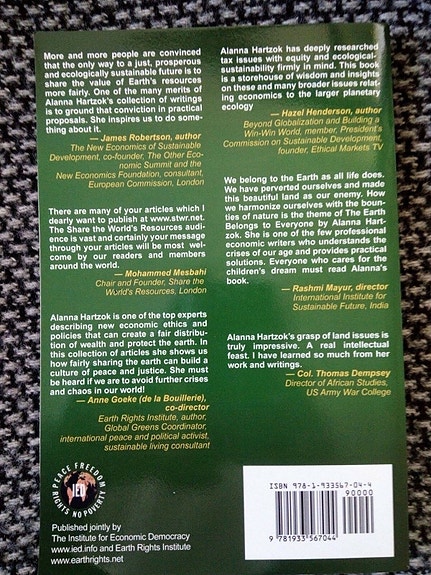 More and more people are convinced
that the only way to a just, prosperous
and ecologically sustainable future is to
share the value of Earth's resources
more fairly. One of the many merits of
Alanna Hartzok's collection of writings
is to ground that conviction in practical
proposals. She inspires us to do some-
thing about it.
— James Robertson, author
The New Economics of Sustainable
Development, co-founder, The Other Eco-
nomic Summit and the
New Economics Foundation, consultant,
European Commission, London
There are many of your articles which I
dearly want to publish at www.stwr.net.
The Share the World's Resources audi-
ence is vast and certainly your message
through your articles will be most wel-
come by our readers and members
around the world.
— Mohammed Mesbahi
Chair and Founder, Share the
World's Resources, London
Alanna Hartzok is one of the top experts
describing new economic ethics and
policies that can create a fair distribu-
tion of wealth and protect the earth. In
this collection of articles she shows us
how fairly sharing the earth can build a
culture of peace and justice. She must
be heard if we are to avoid further crises
and chaos in our world!
— Anne Goeke (de la Bouillerie),
co-director
Earth Rights Institute, author,
Global Greens Coordinator,
international peace and political activist,
sustainable living consultant
PEACE FREEDOM
RIGHTS NO POVERTY
IED
Published jointly by
The Institute for Economic Democracy
www.ied.info and Earth Rights Institute
www.earthrights.net
Alanna Hartzok has deeply researched
tax issues with equity and ecological-
sustainability firmly in mind. This book
is a storehouse of wisdom and insights
on these and many broader issues relat-
ing economics to the larger planetary
ecology
— Hazel Henderson, author
Beyond Globalization and Building a
Win-Win World, member, President's
Commission on Sustainable Development,
founder, Ethical Markets TV
We belong to the Earth as all life does.
We have perverted ourselves and made
this beautiful land as our enemy. How
we harmonize ourselves with the boun-
ties of nature is the theme of The Earth
Belongs to Everyone by Alanna Hart-
zok. She is one of the few professional
economic writers who understands the
crises of our age and provides practical
solutions. Everyone who cares for the
children's dream must read Alanna's
book.
— Rashmi Mayur, director
International Institute for
Sustainable Future, India
Alanna Hartzok's grasp of land issues is
truly impressive. A real intellectual
feast. I have learned so much from her
work and writings.
— Col. Thomas Dempsey
Director of African Studies,
US Army War College
ISBN 978-1-933567-04-4
90000
9 781933 567044